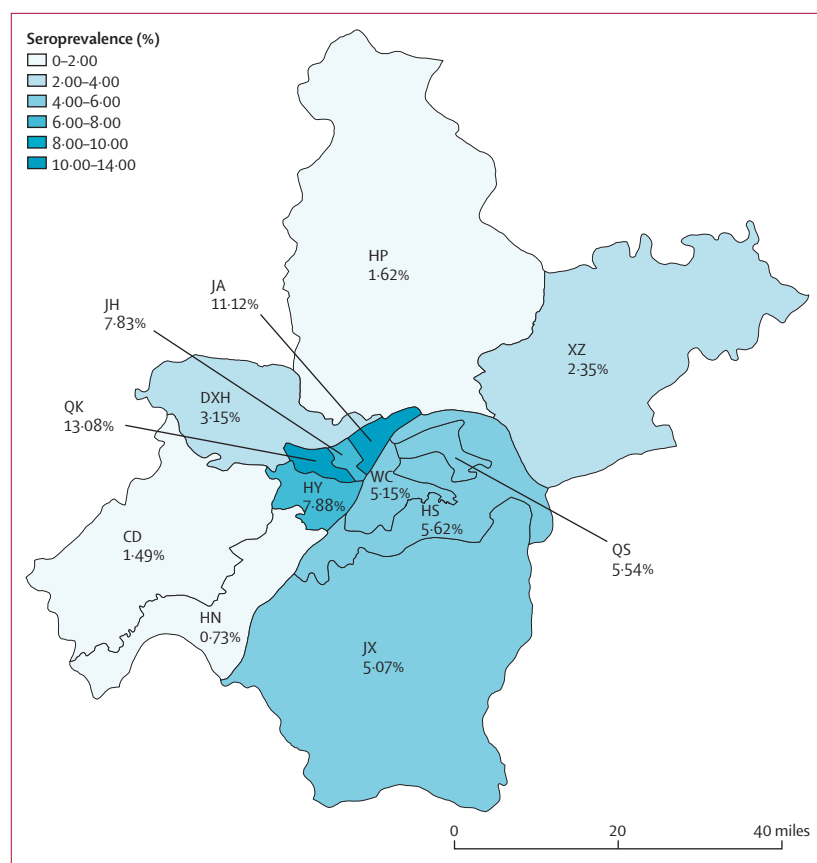 Seroprevalence (%)
0–2·00
2·00–4·00
4·00–6·00
6·00–8·00
8·00–10·00
10·00–14·00
HP
1·62%
JA
11·12%
JH
7·83%
XZ
2·35%
DXH
3·15%
QK
13·08%
WC
5·15%
HY
7·88%
HS
5·62%
CD
1·49%
QS
5·54%
HN
0·73%
JX
5·07%
0 20 40 miles